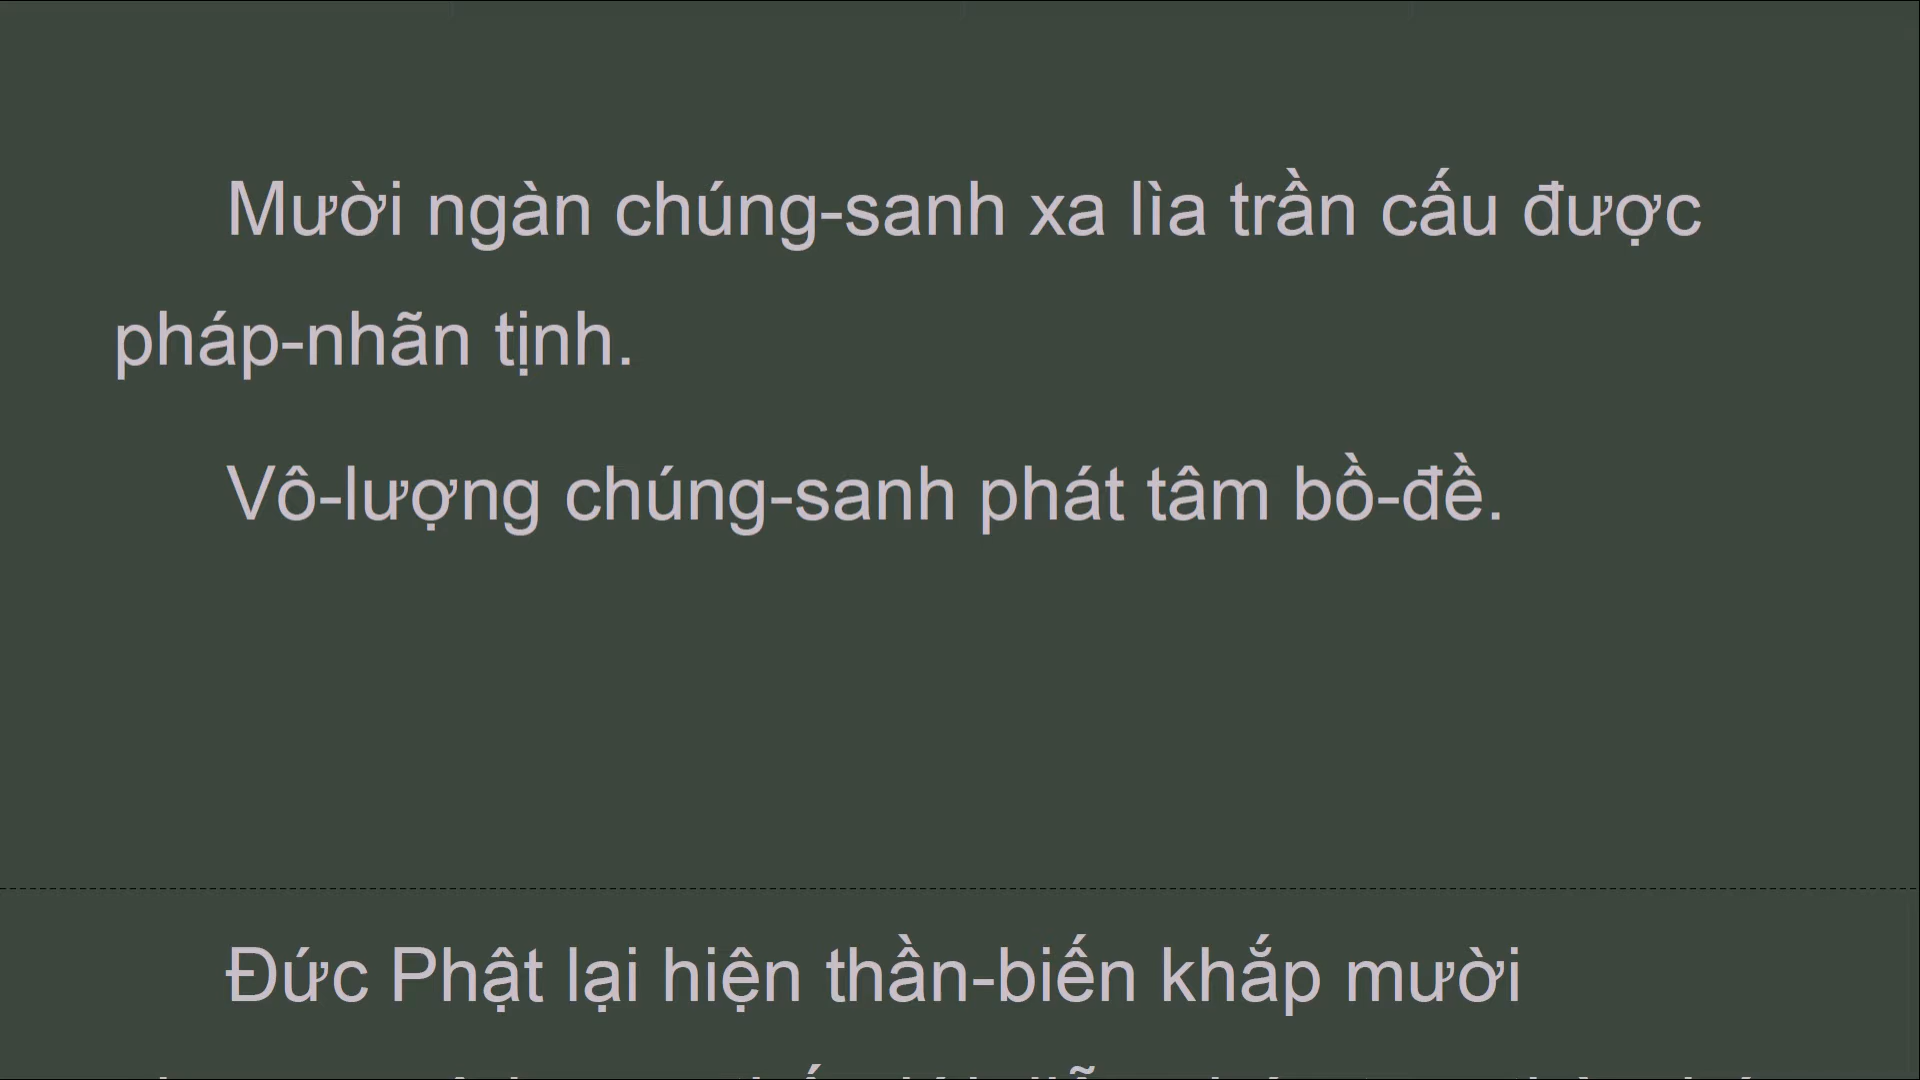 Mười ngàn chúng-sanh xa lìa trần cấu được
pháp-nhãn tịnh.
Vô-lượng chúng-sanh phát tâm bồ-đề.
Đức Phật lại hiện thần-biến khắp mười